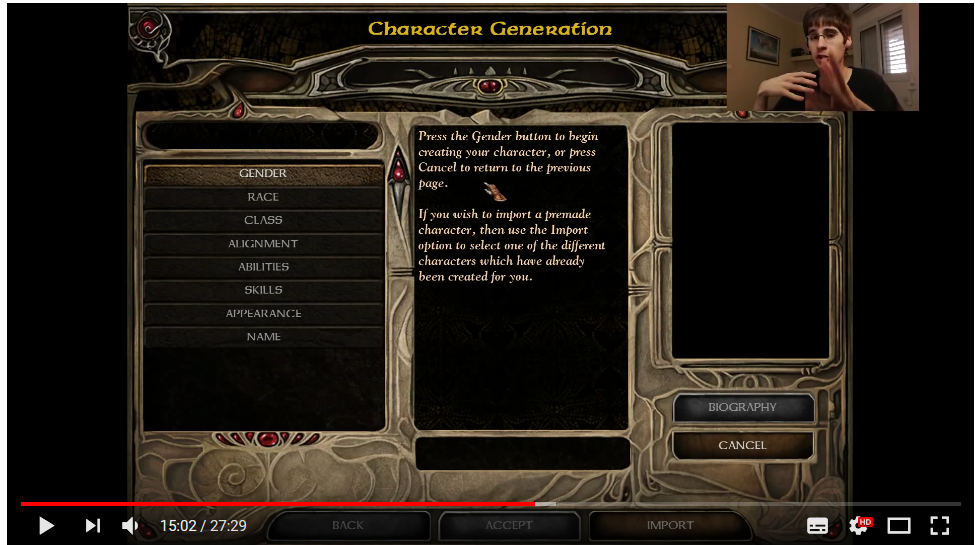 Character Generation
GENDER
RACE
CLASS
ALIGNMENT
ABILITIES
SKILLS
APPEARANCE
NAME
Press the Gender button to begin
creating your character, or press
Cancel to return to the previous
page.
If you wish to import a premade
character, then use the Import
option to select one of the different
characters which have already
been created for you.
BIOGRAPHY
CANCEL
BACK
ACCEPT
IMPORT
15:02 / 27:29
HD